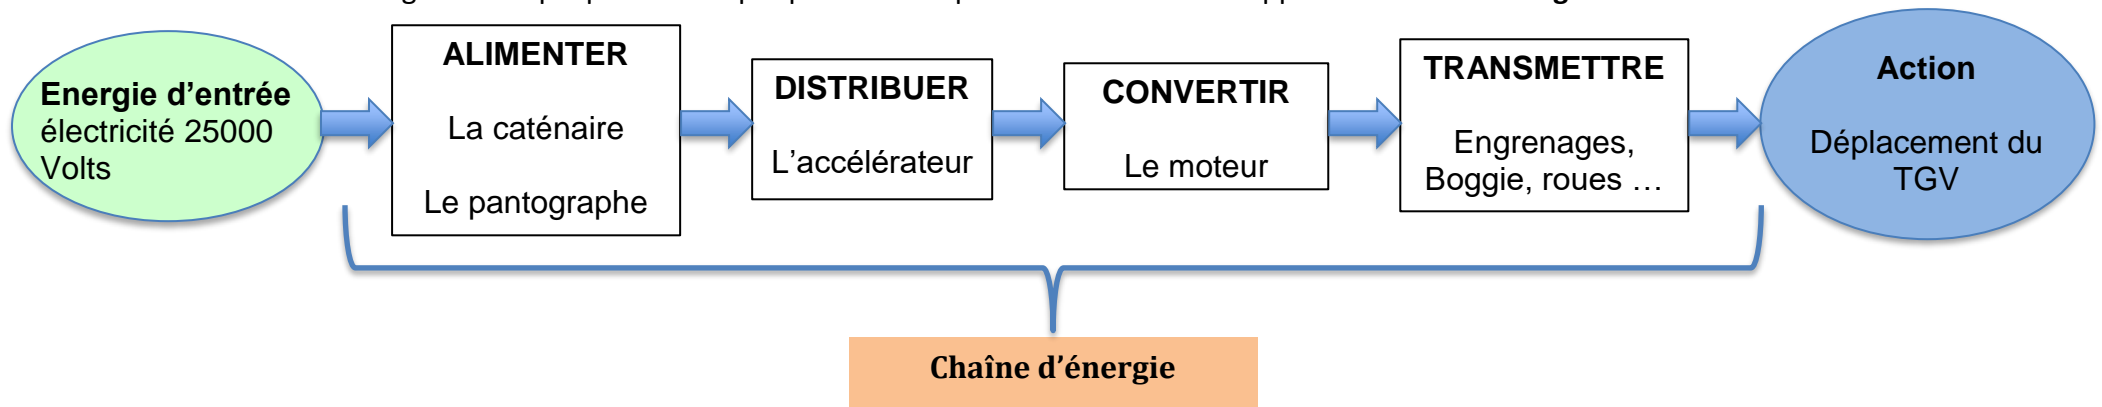 Energie d’entrée
électricité 25000
Volts
ALIMENTER
La caténaire
Le pantographe
DISTRIBUER
L’accélérateur
CONVERTIR
Le moteur
TRANSMETTRE
Engrenages,
Boggie, roues …
Action
Déplacement du
TGV
Chaîne d’énergie